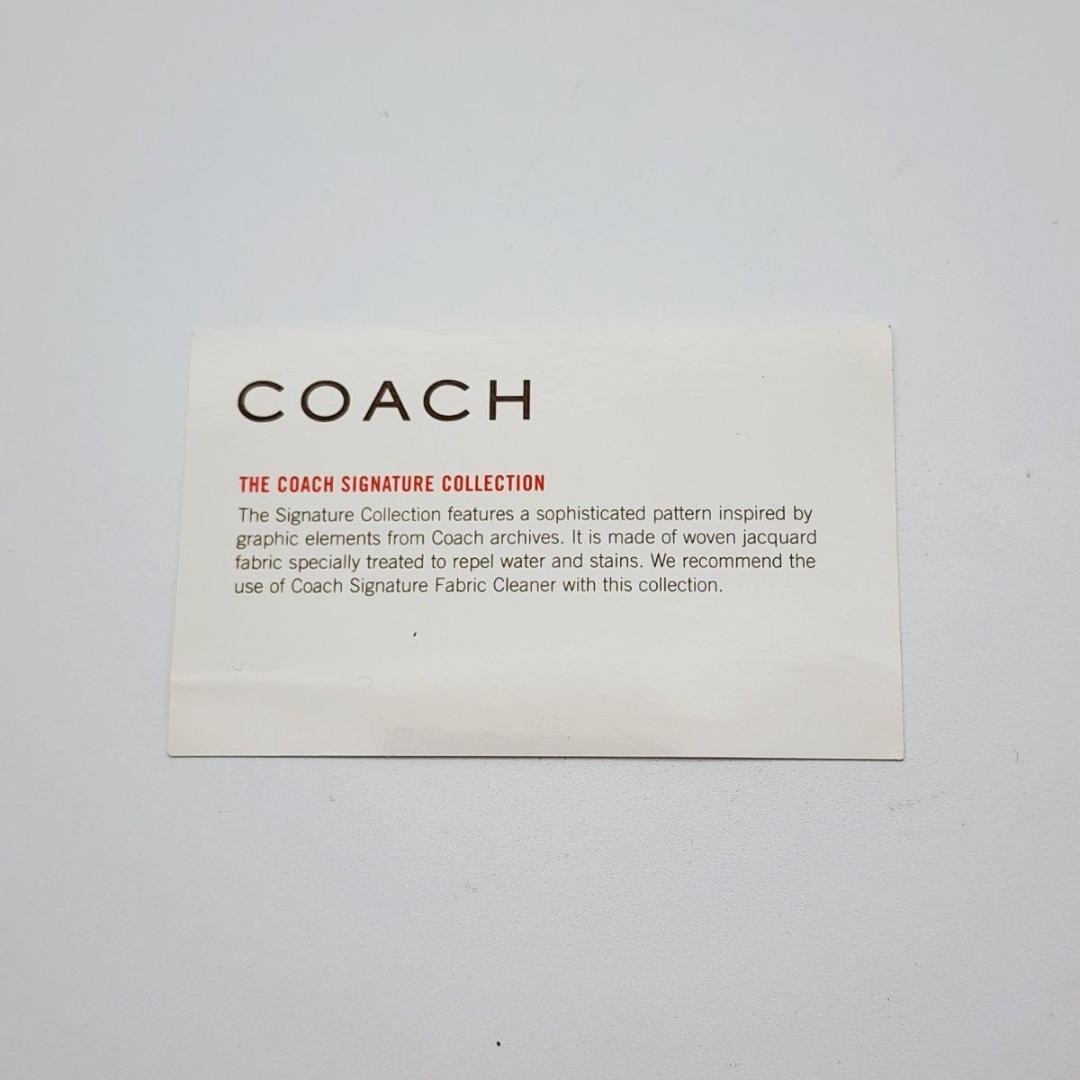 COACH
THE COACH SIGNATURE COLLECTION
The Signature Collection features a sophisticated pattern inspired by
graphic elements from Coach archives. It is made of woven jacquard
fabric specially treated to repel water and stains. We recommend the
use of Coach Signature Fabric Cleaner with this collection.